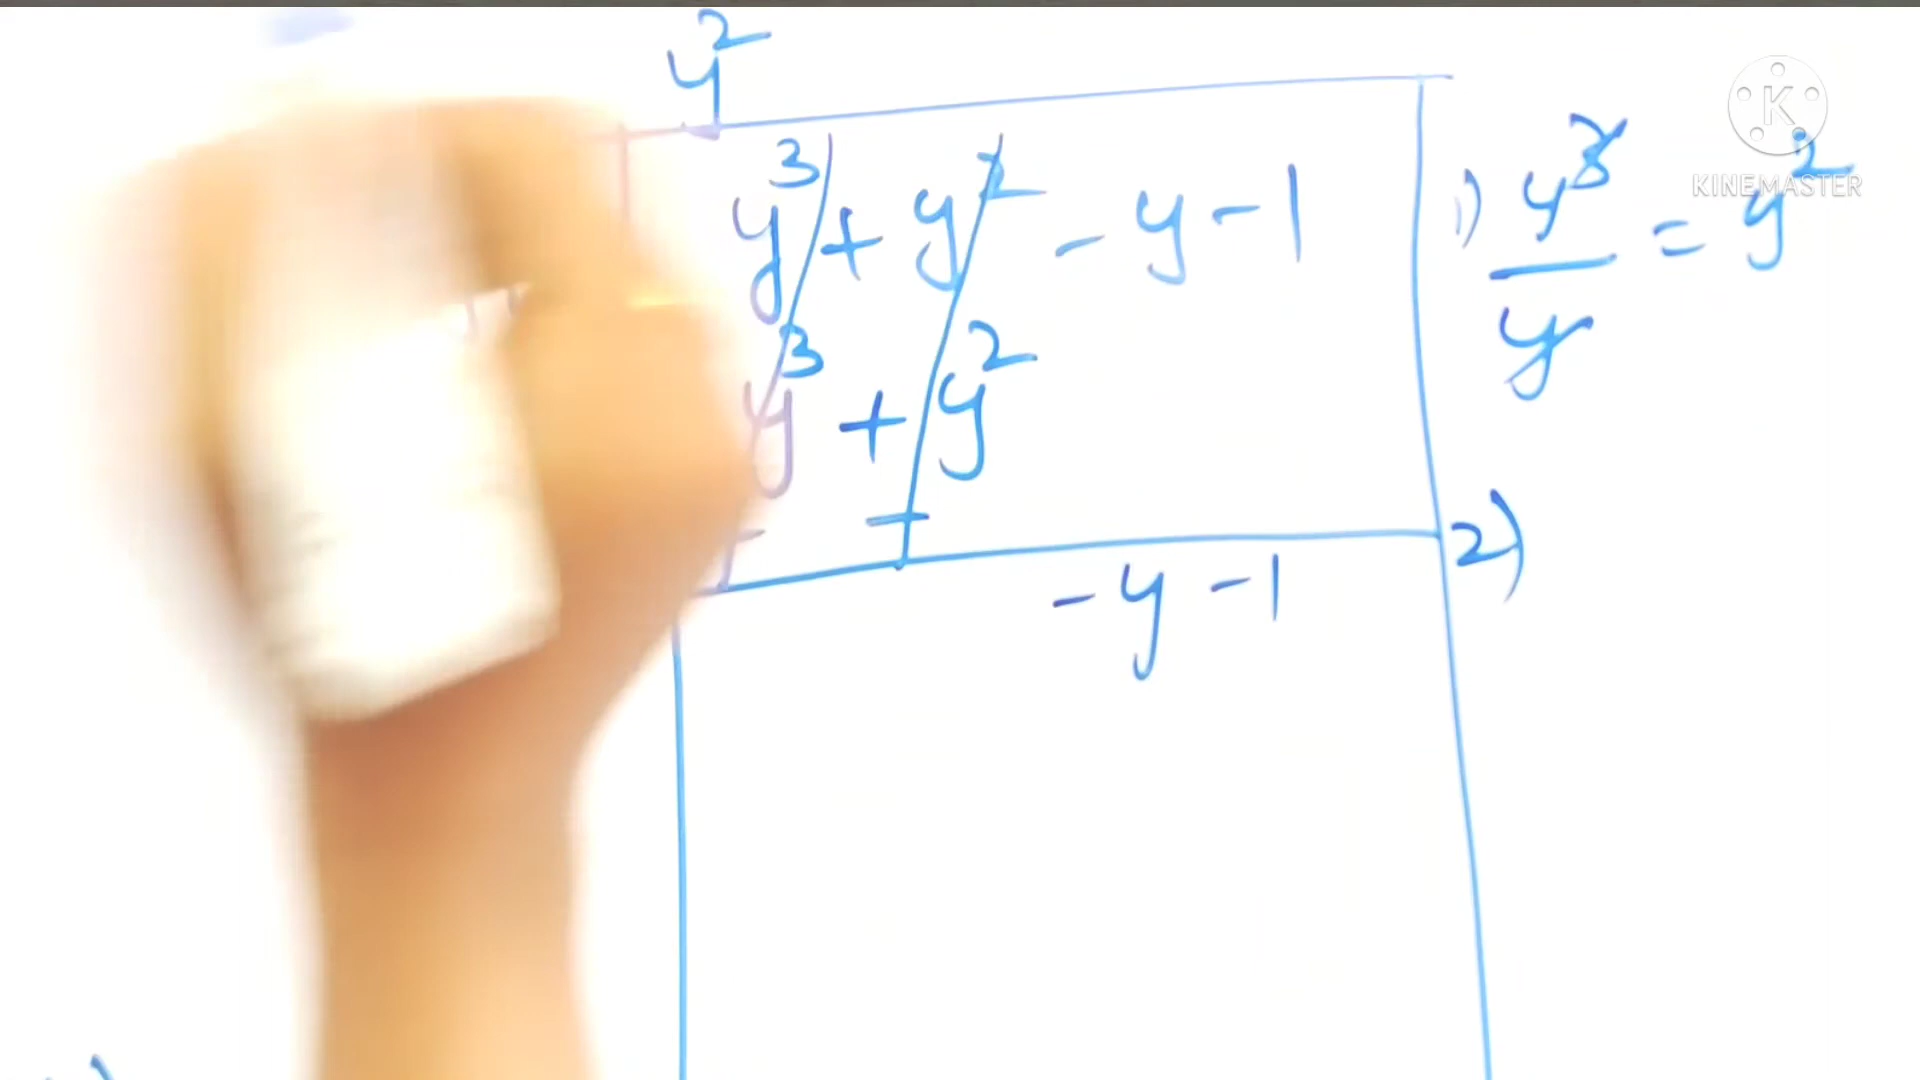 y²
y³ + y² - y - 1
y³ + y²
- -
- y - 1
1) y³/y = y²
2)
K
KINEMASTER